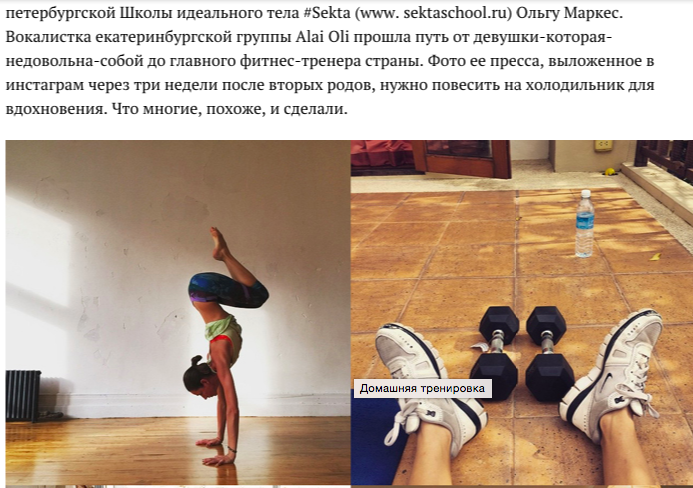 петербургской Школы идеального тела #Sekta (www. sektaschool.ru) Ольгу Маркес.
Вокалистка екатеринбургской группы Alai Oli прошла путь от девушки-которая-
недовольна-собой до главного фитнес-тренера страны. Фото ее пресса, выложенное в
инстаграм через три недели после вторых родов, нужно повесить на холодильник для
вдохновения. Что многие, похоже, и сделали.
Домашняя тренировка